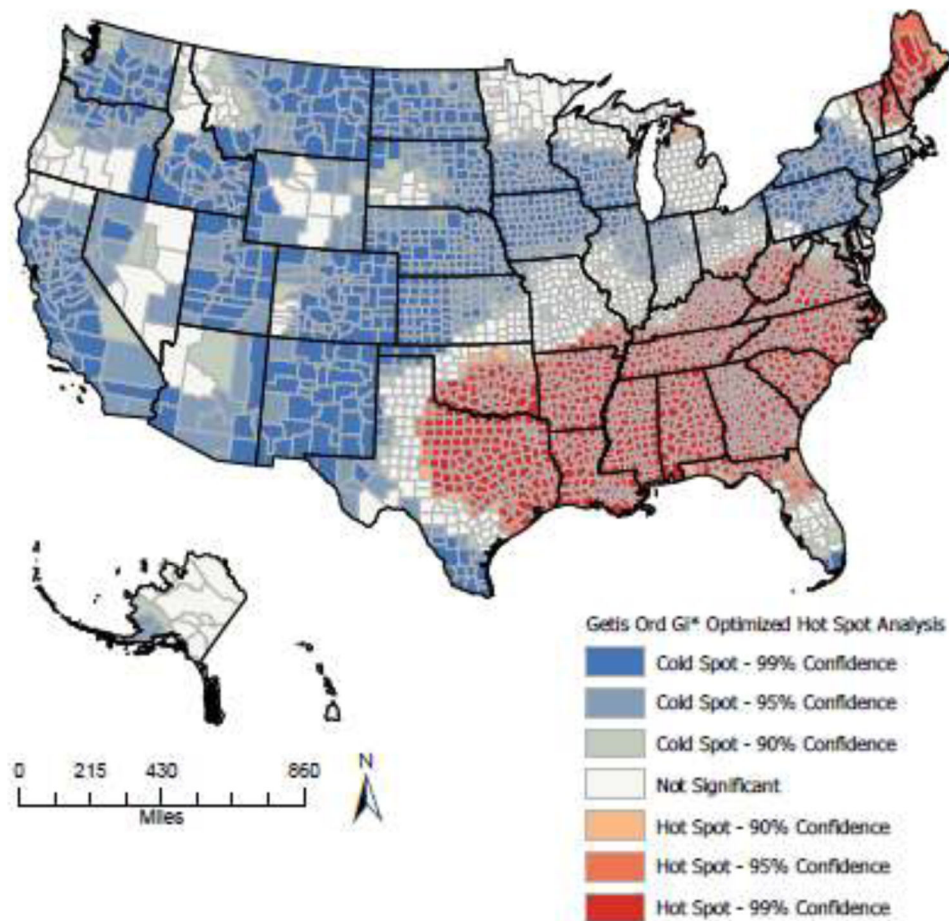 Getis Ord Gi* Optimized Hot Spot Analysis
Cold Spot - 99% Confidence
Cold Spot - 95% Confidence
Cold Spot - 90% Confidence
Not Significant
Hot Spot - 90% Confidence
Hot Spot - 95% Confidence
Hot Spot - 99% Confidence
N
0 215 430 860
Miles